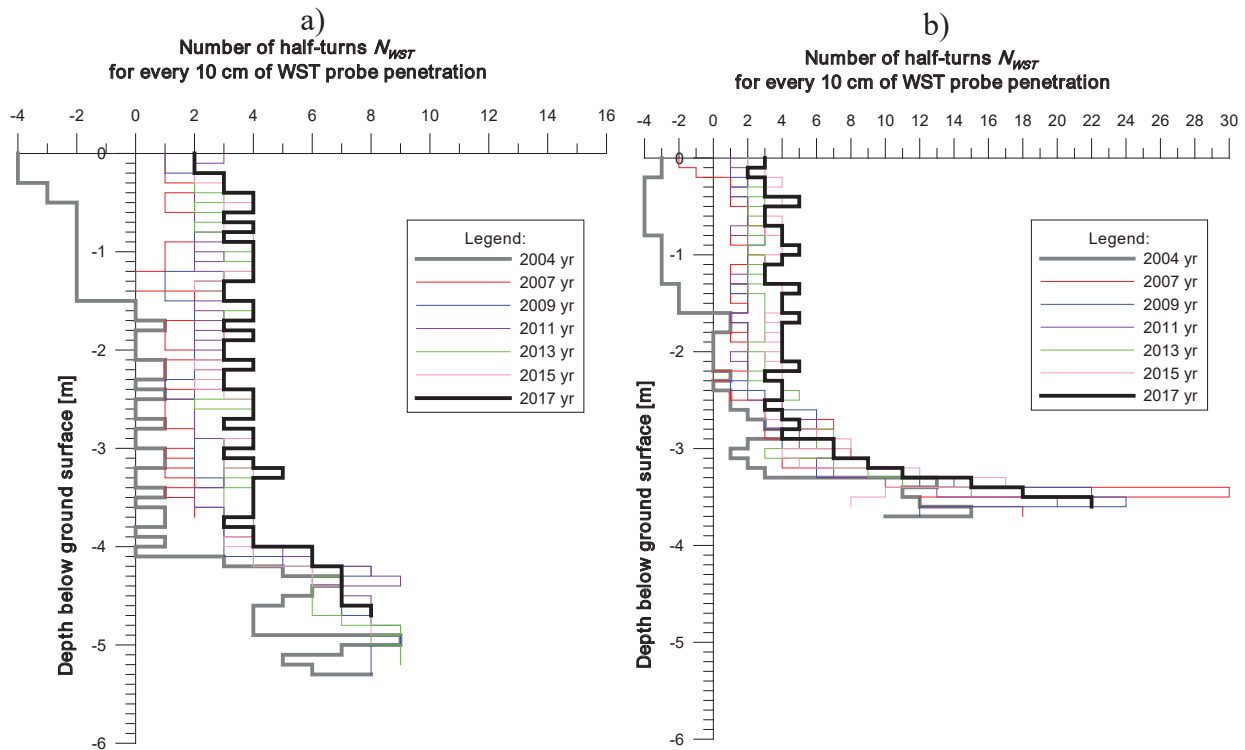 a)
Number of half-turns N_WST
for every 10 cm of WST probe penetration
-4 -2 0 2 4 6 8 10 12 14 16
0
-1
-2
-3
-4
-5
-6
Depth below ground surface [m]
Legend:
2004 yr
2007 yr
2009 yr
2011 yr
2013 yr
2015 yr
2017 yr
b)
Number of half-turns N_WST
for every 10 cm of WST probe penetration
-4 -2 0 2 4 6 8 10 12 14 16 18 20 22 24 26 28 30
0
-1
-2
-3
-4
-5
-6
Depth below ground surface [m]
Legend:
2004 yr
2007 yr
2009 yr
2011 yr
2013 yr
2015 yr
2017 yr